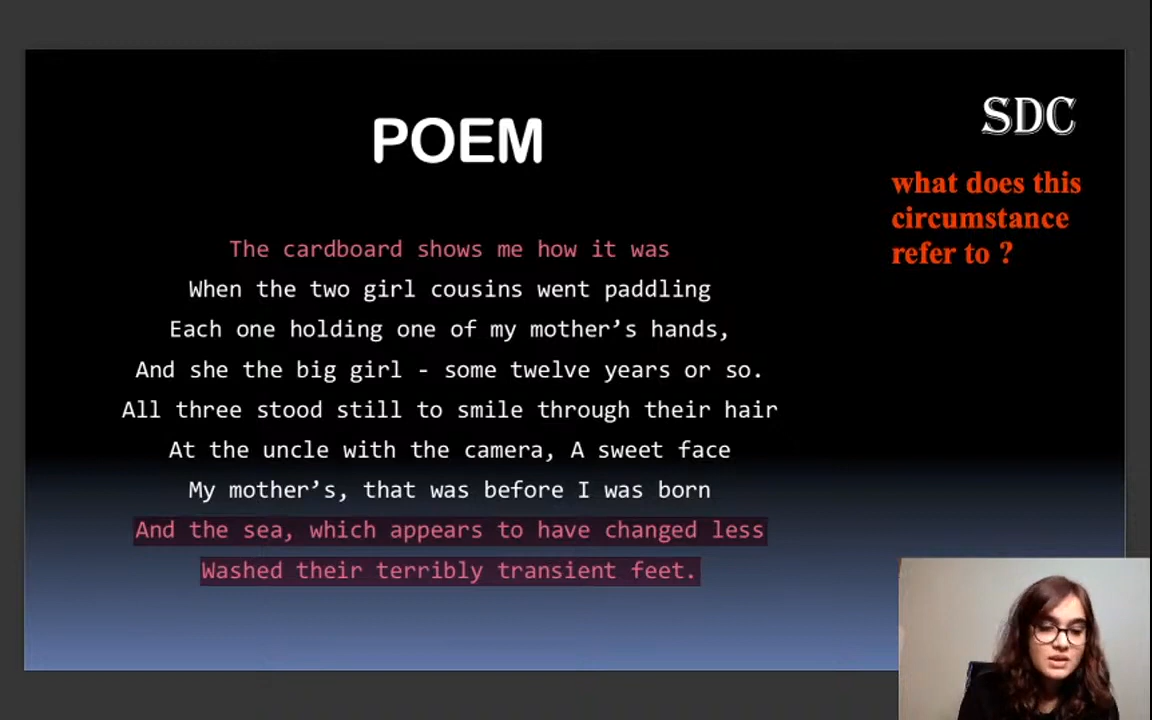 POEM
SDC
what does this
circumstance
refer to ?
The cardboard shows me how it was
When the two girl cousins went paddling
Each one holding one of my mother’s hands,
And she the big girl - some twelve years or so.
All three stood still to smile through their hair
At the uncle with the camera, A sweet face
My mother’s, that was before I was born
And the sea, which appears to have changed less
Washed their terribly transient feet.